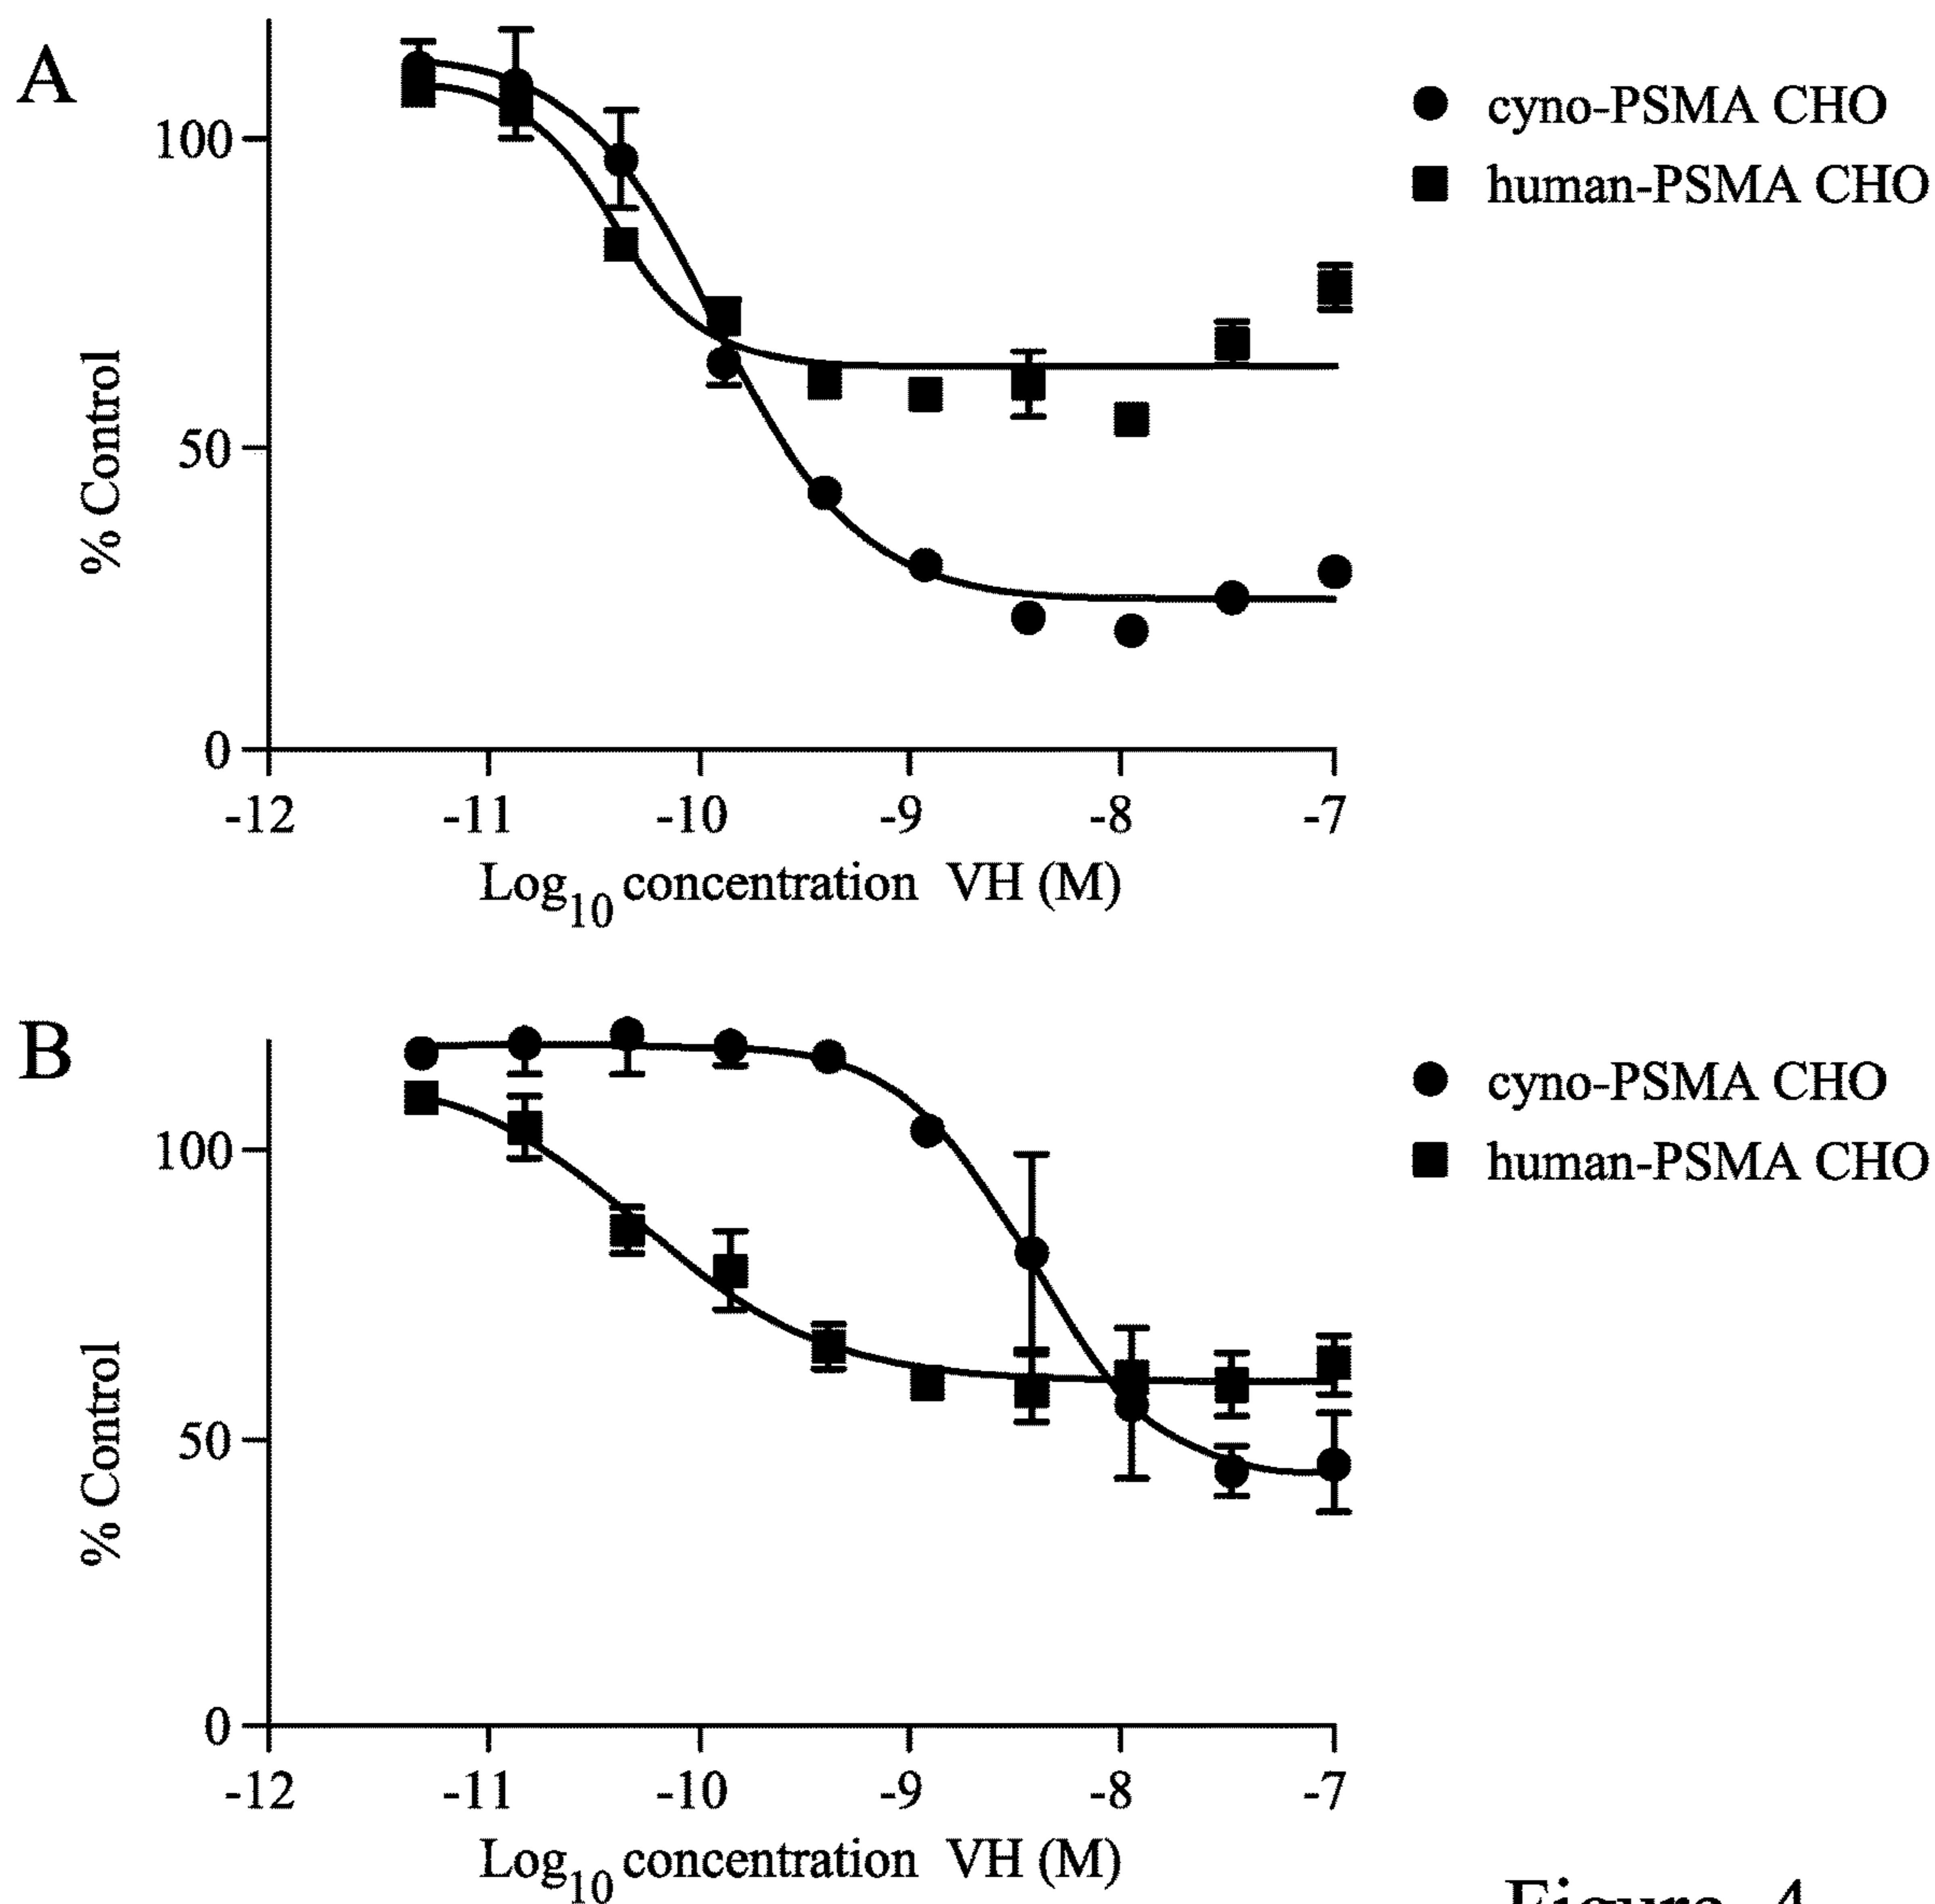 A
cyno-PSMA CHO
human-PSMA CHO
100
50
0
% Control
-12 -11 -10 -9 -8 -7
Log10 concentration VH (M)
B
cyno-PSMA CHO
human-PSMA CHO
100
50
0
% Control
-12 -11 -10 -9 -8 -7
Log10 concentration VH (M)
Figure 4